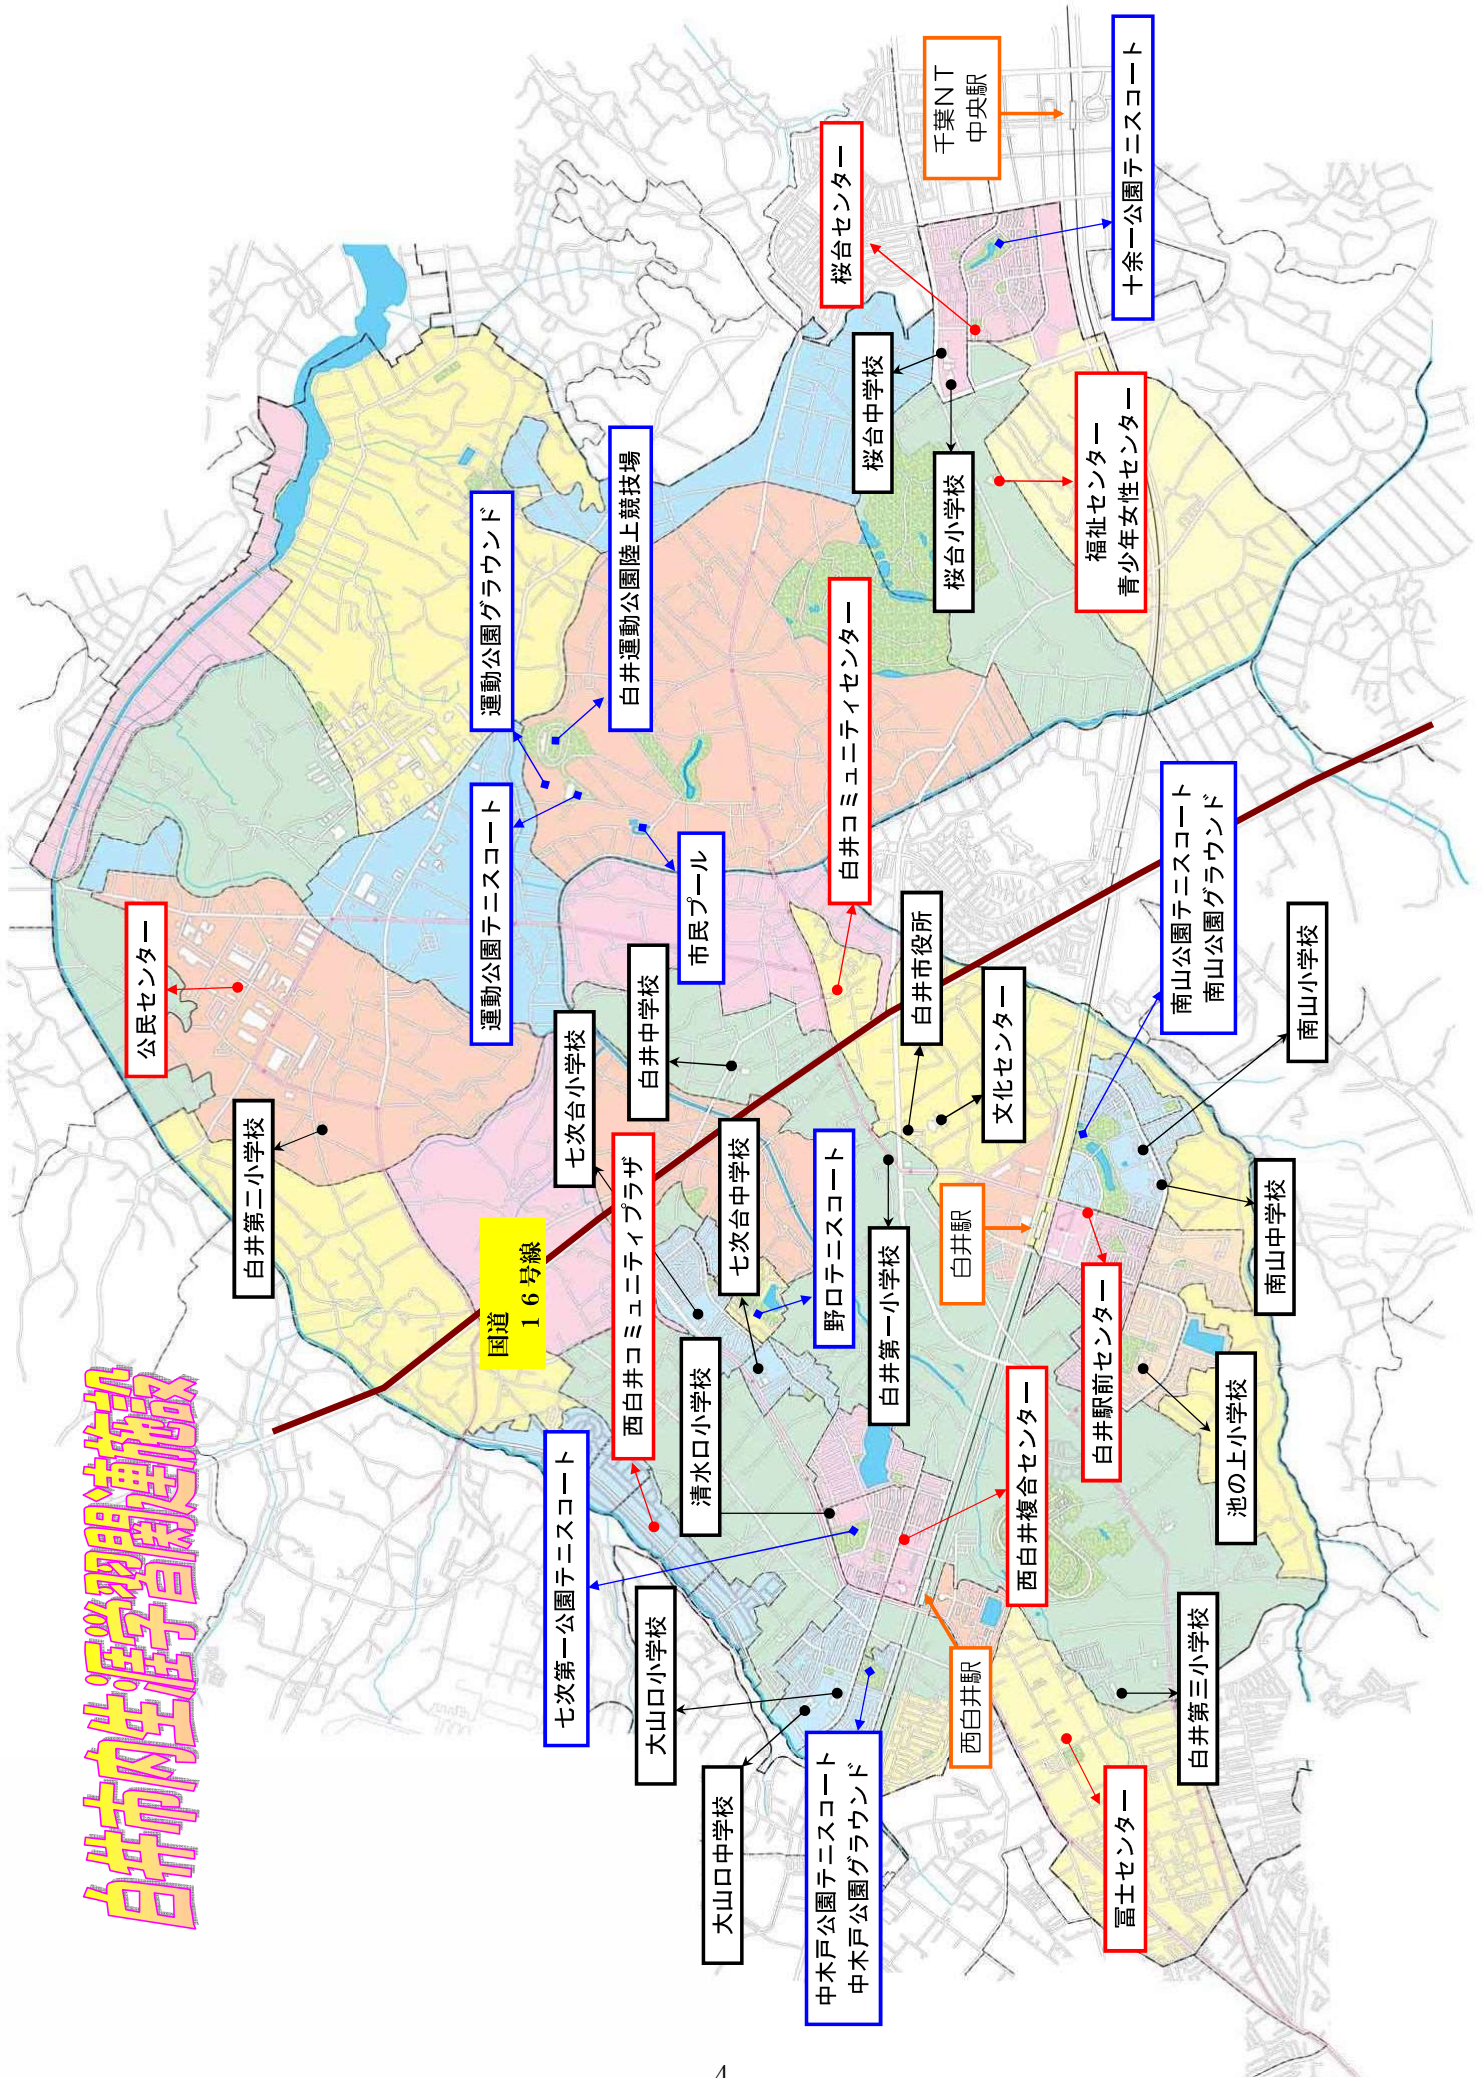 白井市内生涯学習関連施設
国道
１６号線
公民センター
白井第二小学校
運動公園グラウンド
運動公園テニスコート
白井運動公園陸上競技場
市民プール
七次台小学校
白井中学校
西白井コミュニティプラザ
七次台中学校
七次第一公園テニスコート
清水口小学校
大山口小学校
大山口中学校
野口テニスコート
白井コミュニティセンター
桜台センター
桜台中学校
千葉ＮＴ
中央駅
十余一公園テニスコート
桜台小学校
福祉センター
青少年女性センター
白井市役所
文化センター
白井第一小学校
白井駅
南山公園テニスコート
南山公園グラウンド
南山小学校
南山中学校
白井駅前センター
池の上小学校
西白井複合センター
西白井駅
中木戸公園テニスコート
中木戸公園グラウンド
白井第三小学校
冨士センター
4